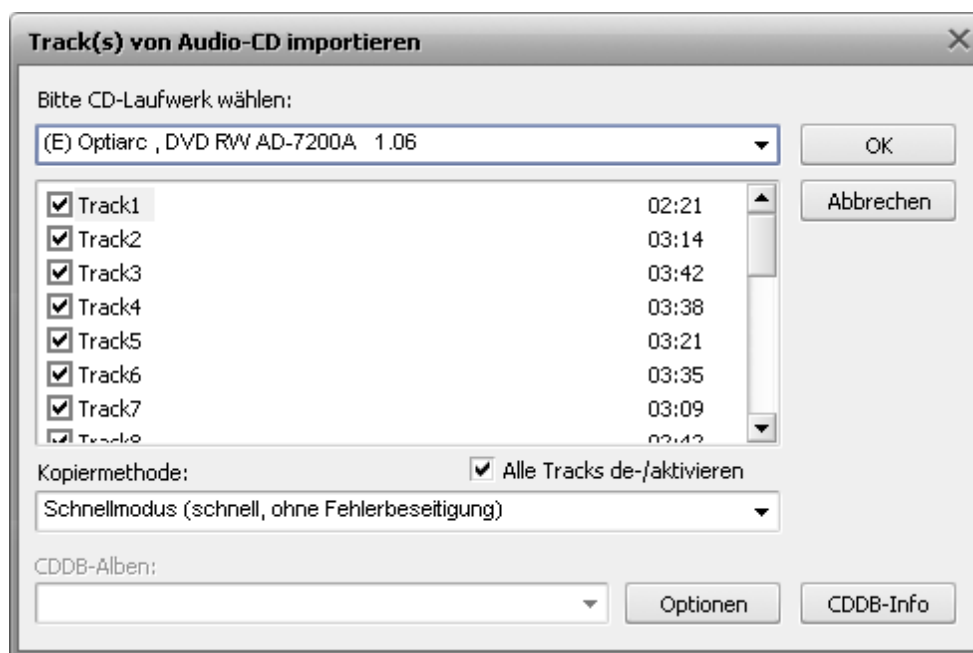 Track(s) von Audio-CD importieren
Bitte CD-Laufwerk wählen:
(E) Optiarc , DVD RW AD-7200A 1.06
OK
Abbrechen
Track1 02:21
Track2 03:14
Track3 03:42
Track4 03:38
Track5 03:21
Track6 03:35
Track7 03:09
Kopiermethode:
Alle Tracks de-/aktivieren
Schnellmodus (schnell, ohne Fehlerbeseitigung)
CDDB-Alben:
Optionen
CDDB-Info